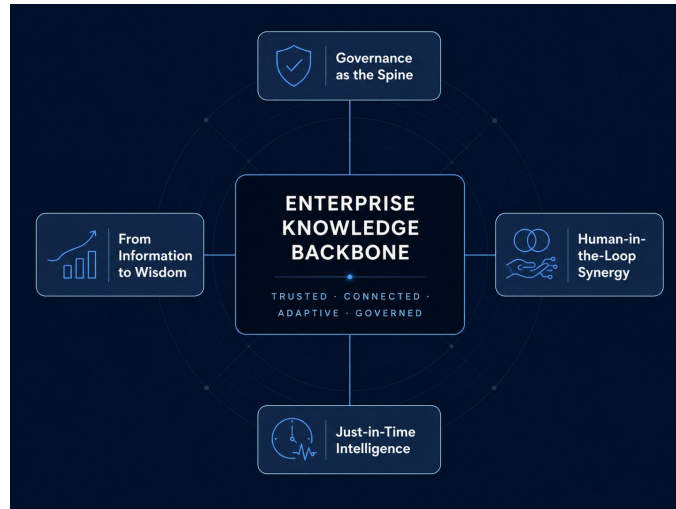 Governance
as the Spine
ENTERPRISE
KNOWLEDGE
BACKBONE
TRUSTED · CONNECTED ·
ADAPTIVE · GOVERNED
From
Information
to Wisdom
Human-in-
the-Loop
Synergy
Just-in-Time
Intelligence